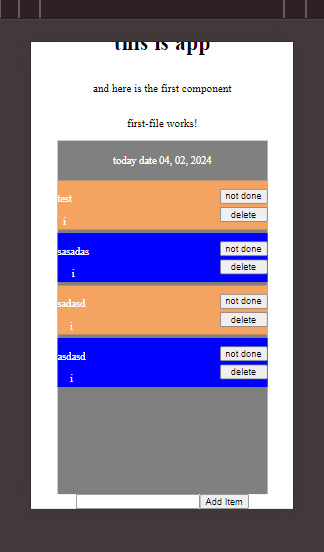 this is app
and here is the first component
first-file works!
today date 04, 02, 2024
test
not done
i
delete
sasadas
not done
i
delete
sadasd
not done
i
delete
asdasd
not done
i
delete
Add Item